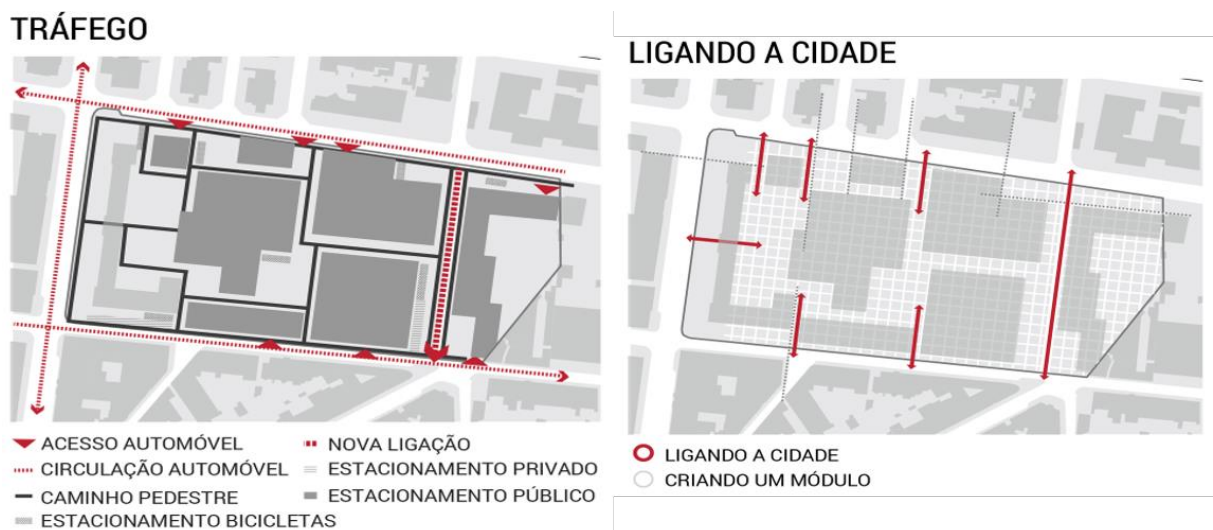 TRÁFEGO
ACESSO AUTOMÓVEL
CIRCULAÇÃO AUTOMÓVEL
CAMINHO PEDESTRE
ESTACIONAMENTO BICICLETAS
NOVA LIGAÇÃO
ESTACIONAMENTO PRIVADO
ESTACIONAMENTO PÚBLICO
LIGANDO A CIDADE
LIGANDO A CIDADE
CRIANDO UM MÓDULO